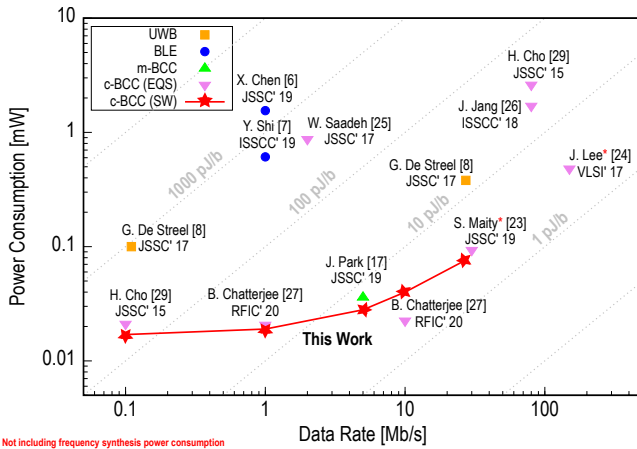 10
1
0.1
0.01
Power Consumption [mW]
UWB
BLE
m-BCC
c-BCC (EQS)
c-BCC (SW)
X. Chen [6]
JSSC' 19
Y. Shi [7]
ISSCC' 19
W. Saadeh [25]
JSSC' 17
H. Cho [29]
JSSC' 15
J. Jang [26]
ISSCC' 18
J. Lee* [24]
VLSI' 17
G. De Streel [8]
JSSC' 17
1000 pJ/b
100 pJ/b
10 pJ/b
1 pJ/b
G. De Streel [8]
JSSC' 17
S. Maity* [23]
JSSC' 19
J. Park [17]
JSSC' 19
H. Cho [29]
JSSC' 15
B. Chatterjee [27]
RFIC' 20
B. Chatterjee [27]
RFIC' 20
This Work
0.1
1
10
100
Data Rate [Mb/s]
Not including frequency synthesis power consumption